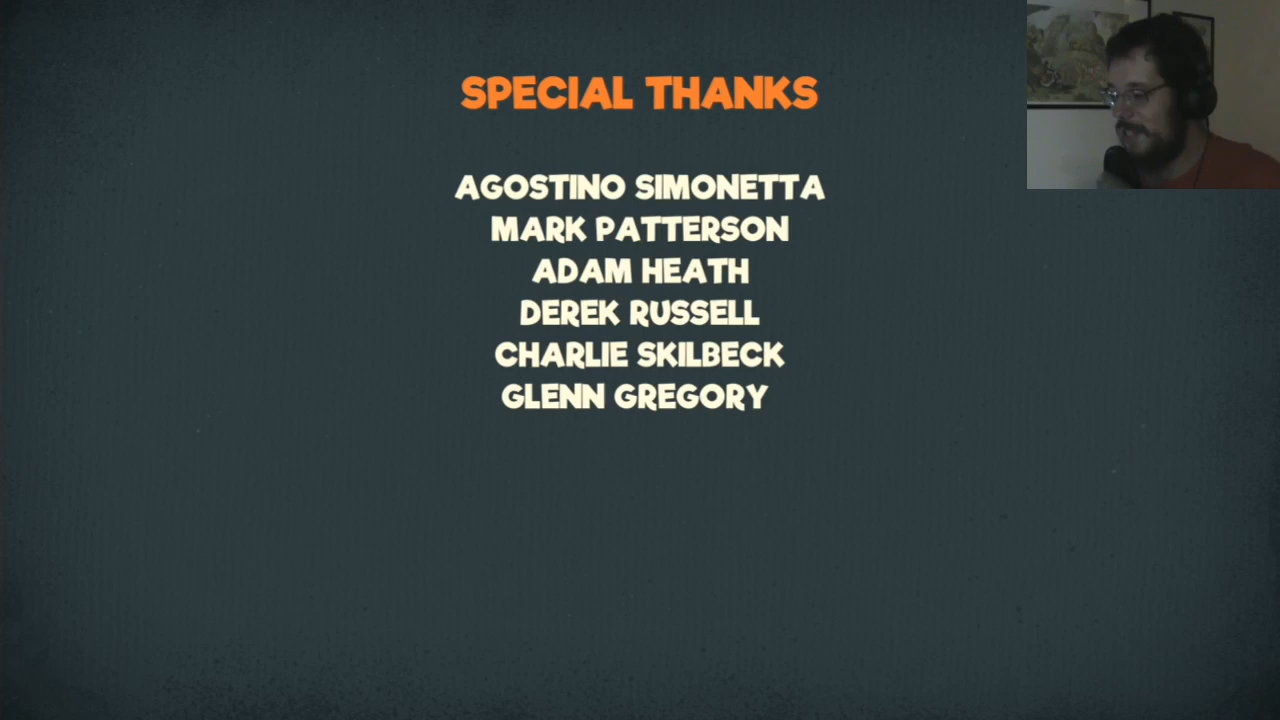 SPECIAL THANKS
AGOSTINO SIMONETTA
MARK PATTERSON
ADAM HEATH
DEREK RUSSELL
CHARLIE SKILBECK
GLENN GREGORY